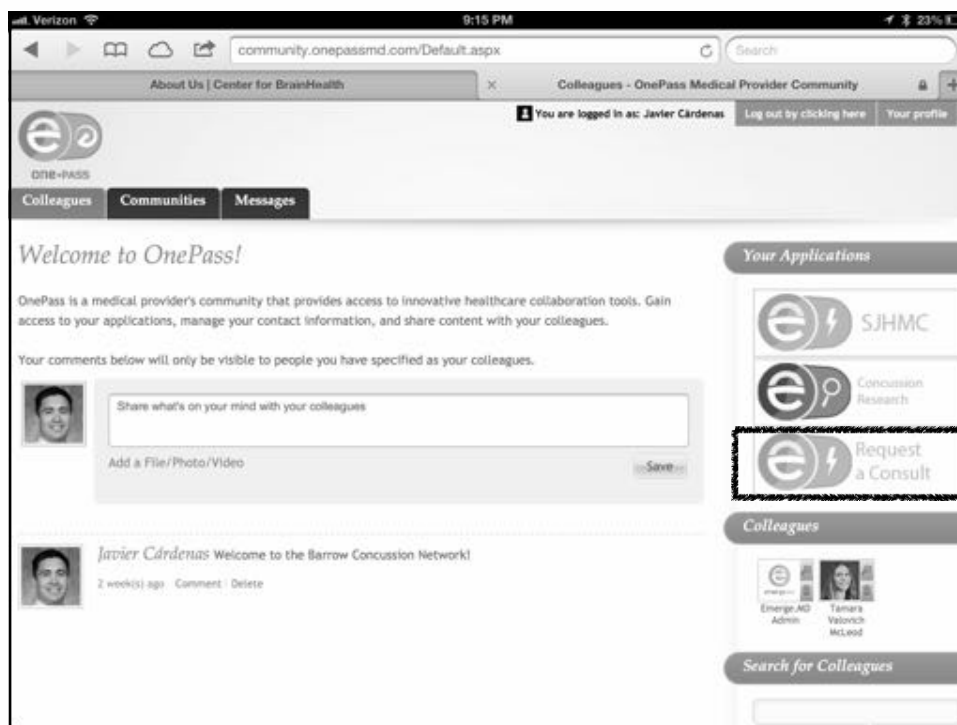 Verizon 9:15 PM 23%
community.onepassmd.com/Default.aspx Search
About Us | Center for BrainHealth × Colleagues - OnePass Medical Provider Community +
You are logged in as: Javier Cárdenas Log out by clicking here Your profile
one-PASS
Colleagues Communities Messages
Welcome to OnePass!
OnePass is a medical provider's community that provides access to innovative healthcare collaboration tools. Gain
access to your applications, manage your contact information, and share content with your colleagues.
Your comments below will only be visible to people you have specified as your colleagues.
Share what's on your mind with your colleagues
Add a File/Photo/Video Save
Javier Cárdenas Welcome to the Barrow Concussion Network!
2 week(s) ago Comment Delete
Your Applications
SJHMC
Concussion
Research
Request
a Consult
Colleagues
Emerge.MD
Admin
Tamara
Valovich
McLeod
Search for Colleagues